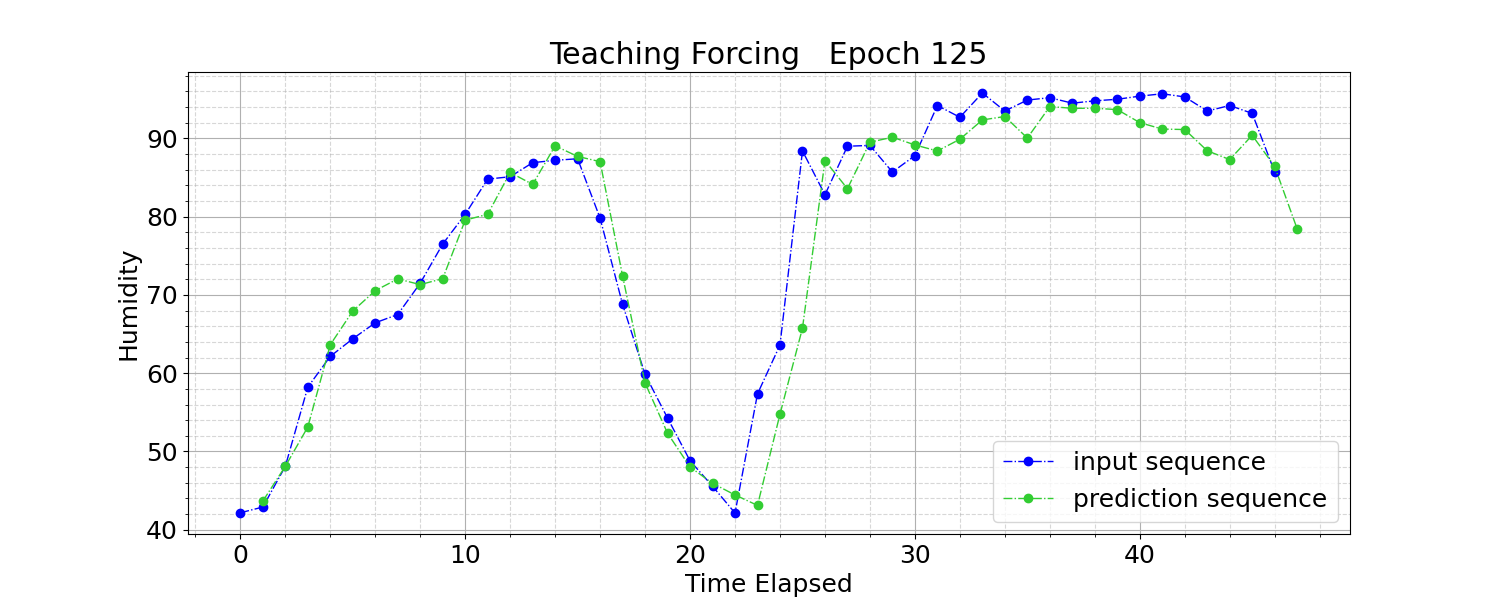 Teaching Forcing   Epoch 125
Humidity
90
80
70
60
50
40
0 10 20 30 40
Time Elapsed
input sequence
prediction sequence